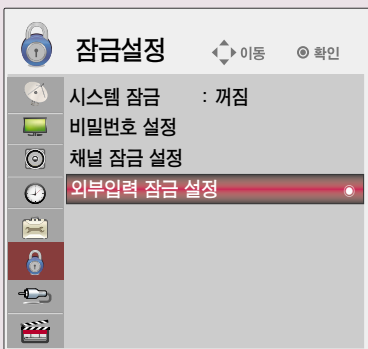 잠금설정 이동 확인
시스템 잠금 : 꺼짐
비밀번호 설정
채널 잠금 설정
외부입력 잠금 설정